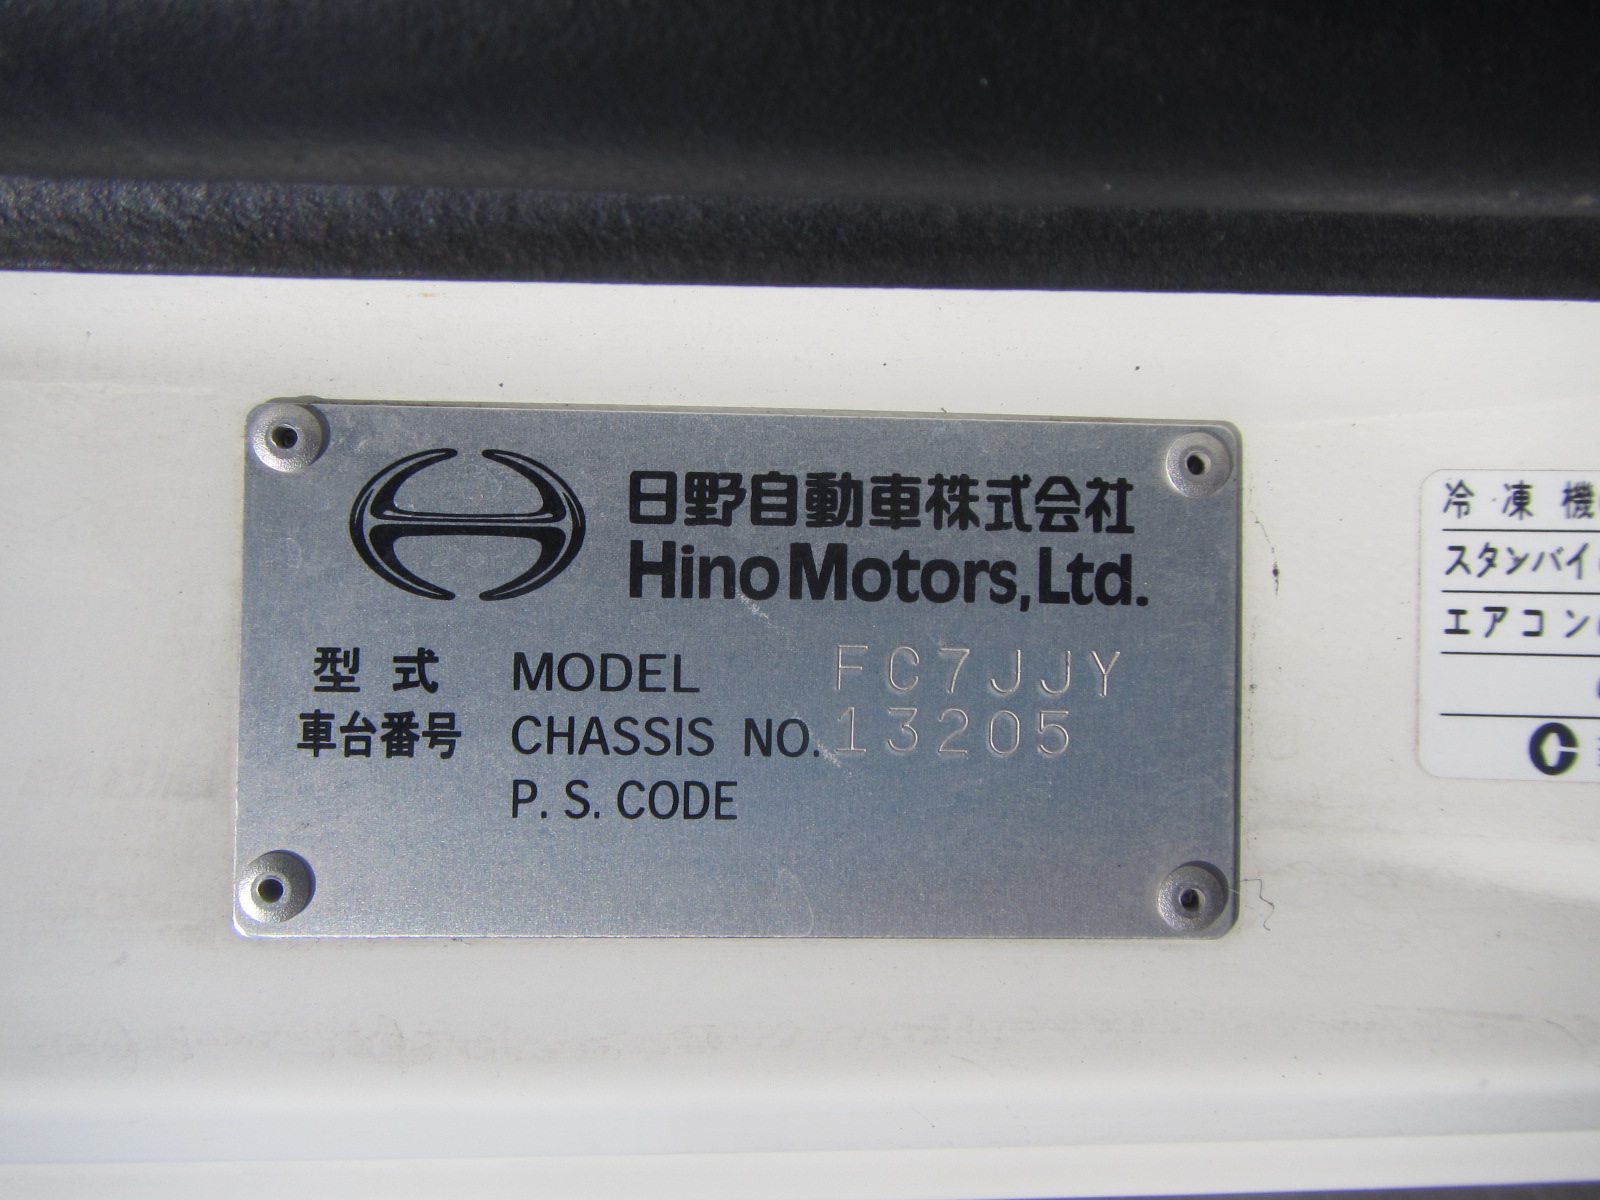 日野自動車株式会社
Hino Motors, Ltd.
型 式 MODEL FC7JJY
車台番号 CHASSIS NO. 13205
P. S. CODE
冷 凍 機
スタンバイ
エアコン